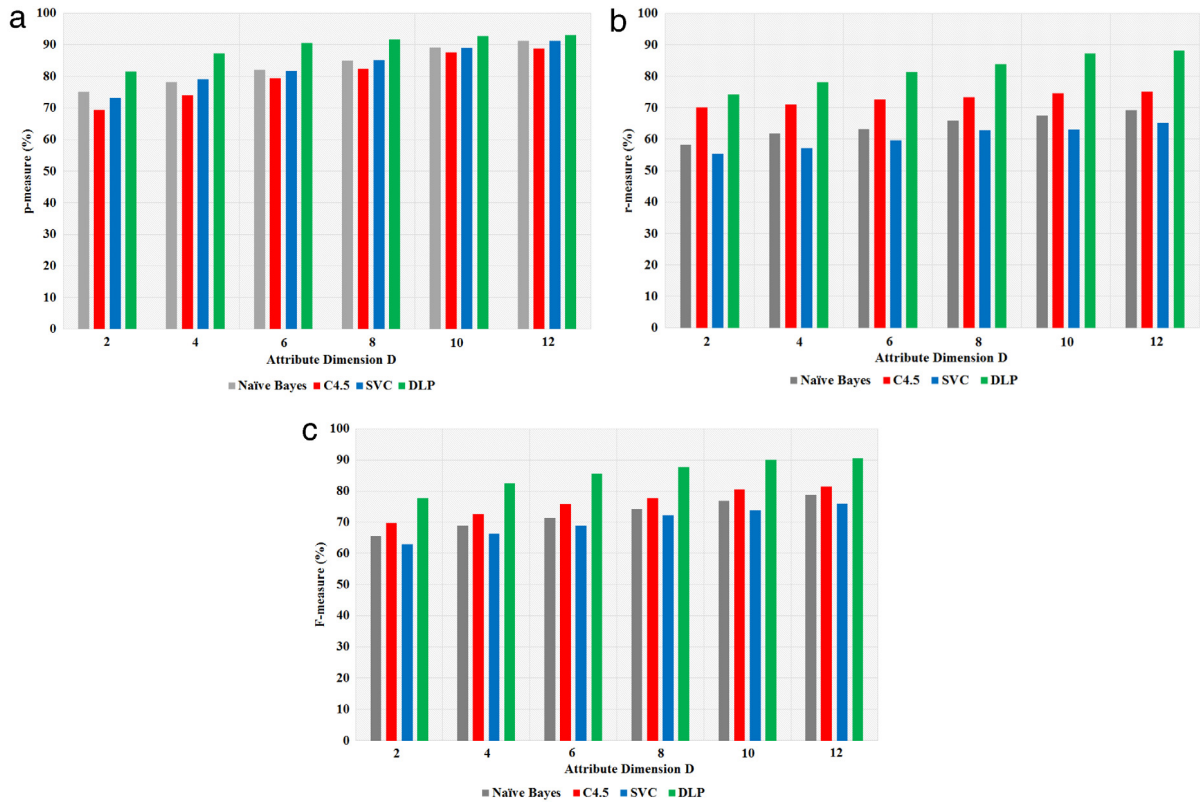 a
100
90
80
70
60
50
40
30
20
10
0
p-measure (%)
2 4 6 8 10 12
Attribute Dimension D
Naïve Bayes C4.5 SVC DLP
b
100
90
80
70
60
50
40
30
20
10
0
r-measure (%)
2 4 6 8 10 12
Attribute Dimension D
Naïve Bayes C4.5 SVC DLP
c
100
90
80
70
60
50
40
30
20
10
0
F-measure (%)
2 4 6 8 10 12
Attribute Dimension D
Naïve Bayes C4.5 SVC DLP